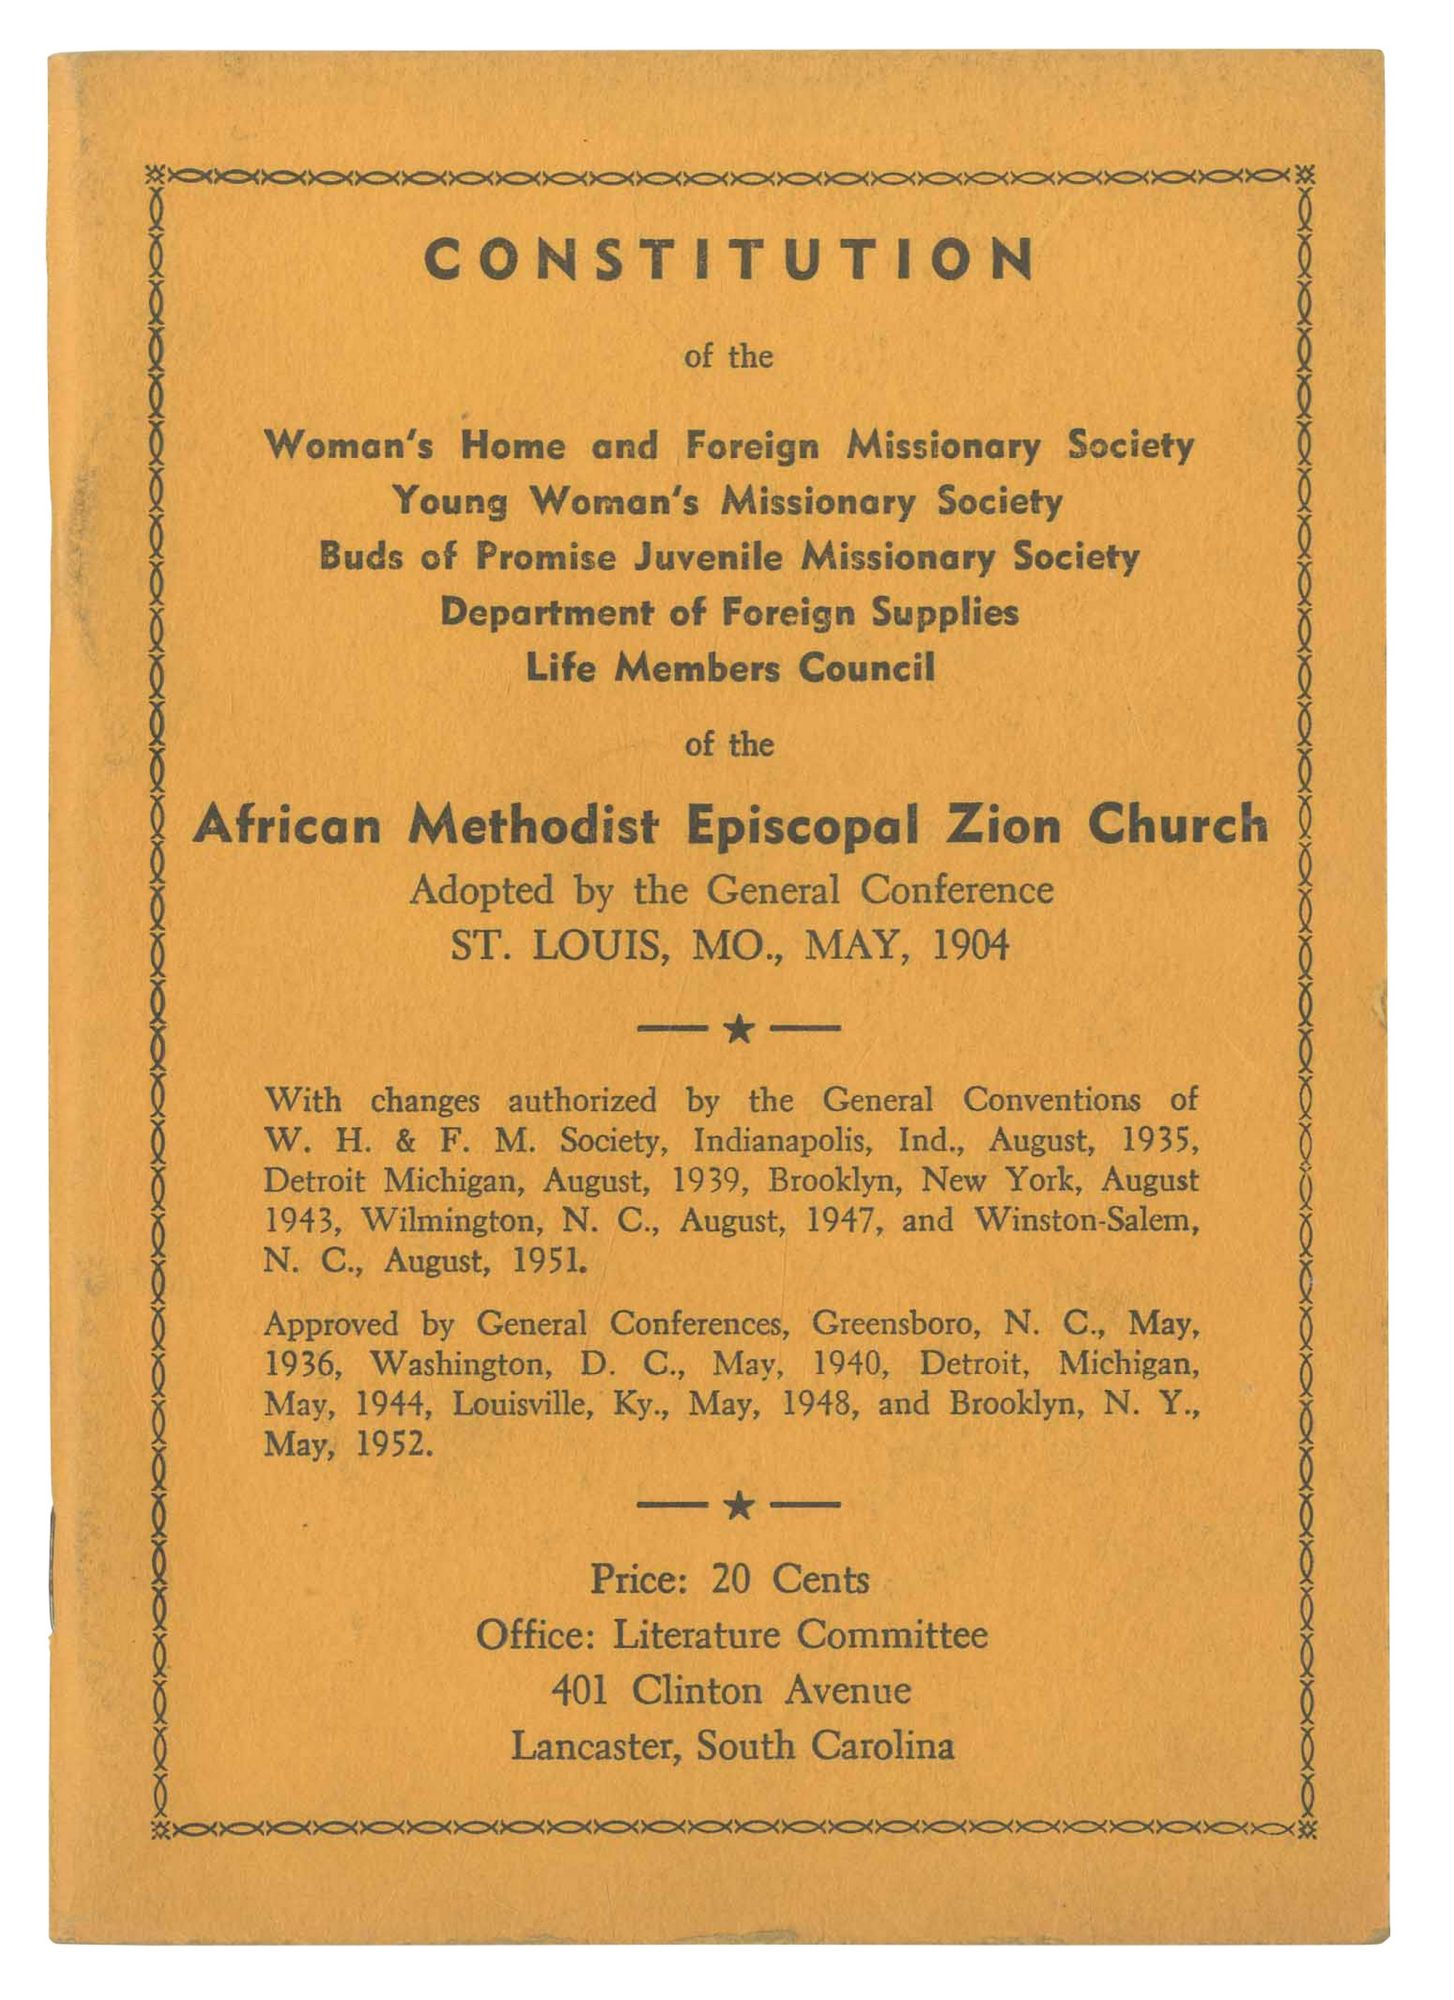 CONSTITUTION
of the
Woman's Home and Foreign Missionary Society
Young Woman's Missionary Society
Buds of Promise Juvenile Missionary Society
Department of Foreign Supplies
Life Members Council
of the
African Methodist Episcopal Zion Church
Adopted by the General Conference
ST. LOUIS, MO., MAY, 1904
With changes authorized by the General Conventions of
W. H. & F. M. Society, Indianapolis, Ind., August, 1935,
Detroit Michigan, August, 1939, Brooklyn, New York, August
1943, Wilmington, N. C., August, 1947, and Winston-Salem,
N. C., August, 1951.
Approved by General Conferences, Greensboro, N. C., May,
1936, Washington, D. C., May, 1940, Detroit, Michigan,
May, 1944, Louisville, Ky., May, 1948, and Brooklyn, N. Y.,
May, 1952.
Price: 20 Cents
Office: Literature Committee
401 Clinton Avenue
Lancaster, South Carolina